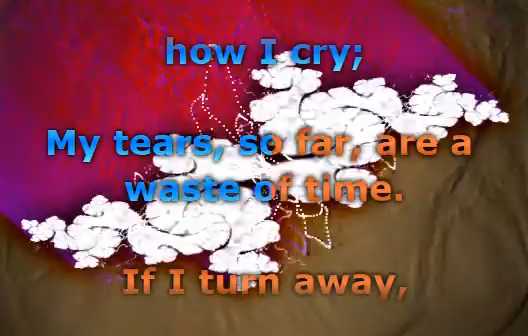 how I cry;
My tears, so far, are a
waste of time.
If I turn away,